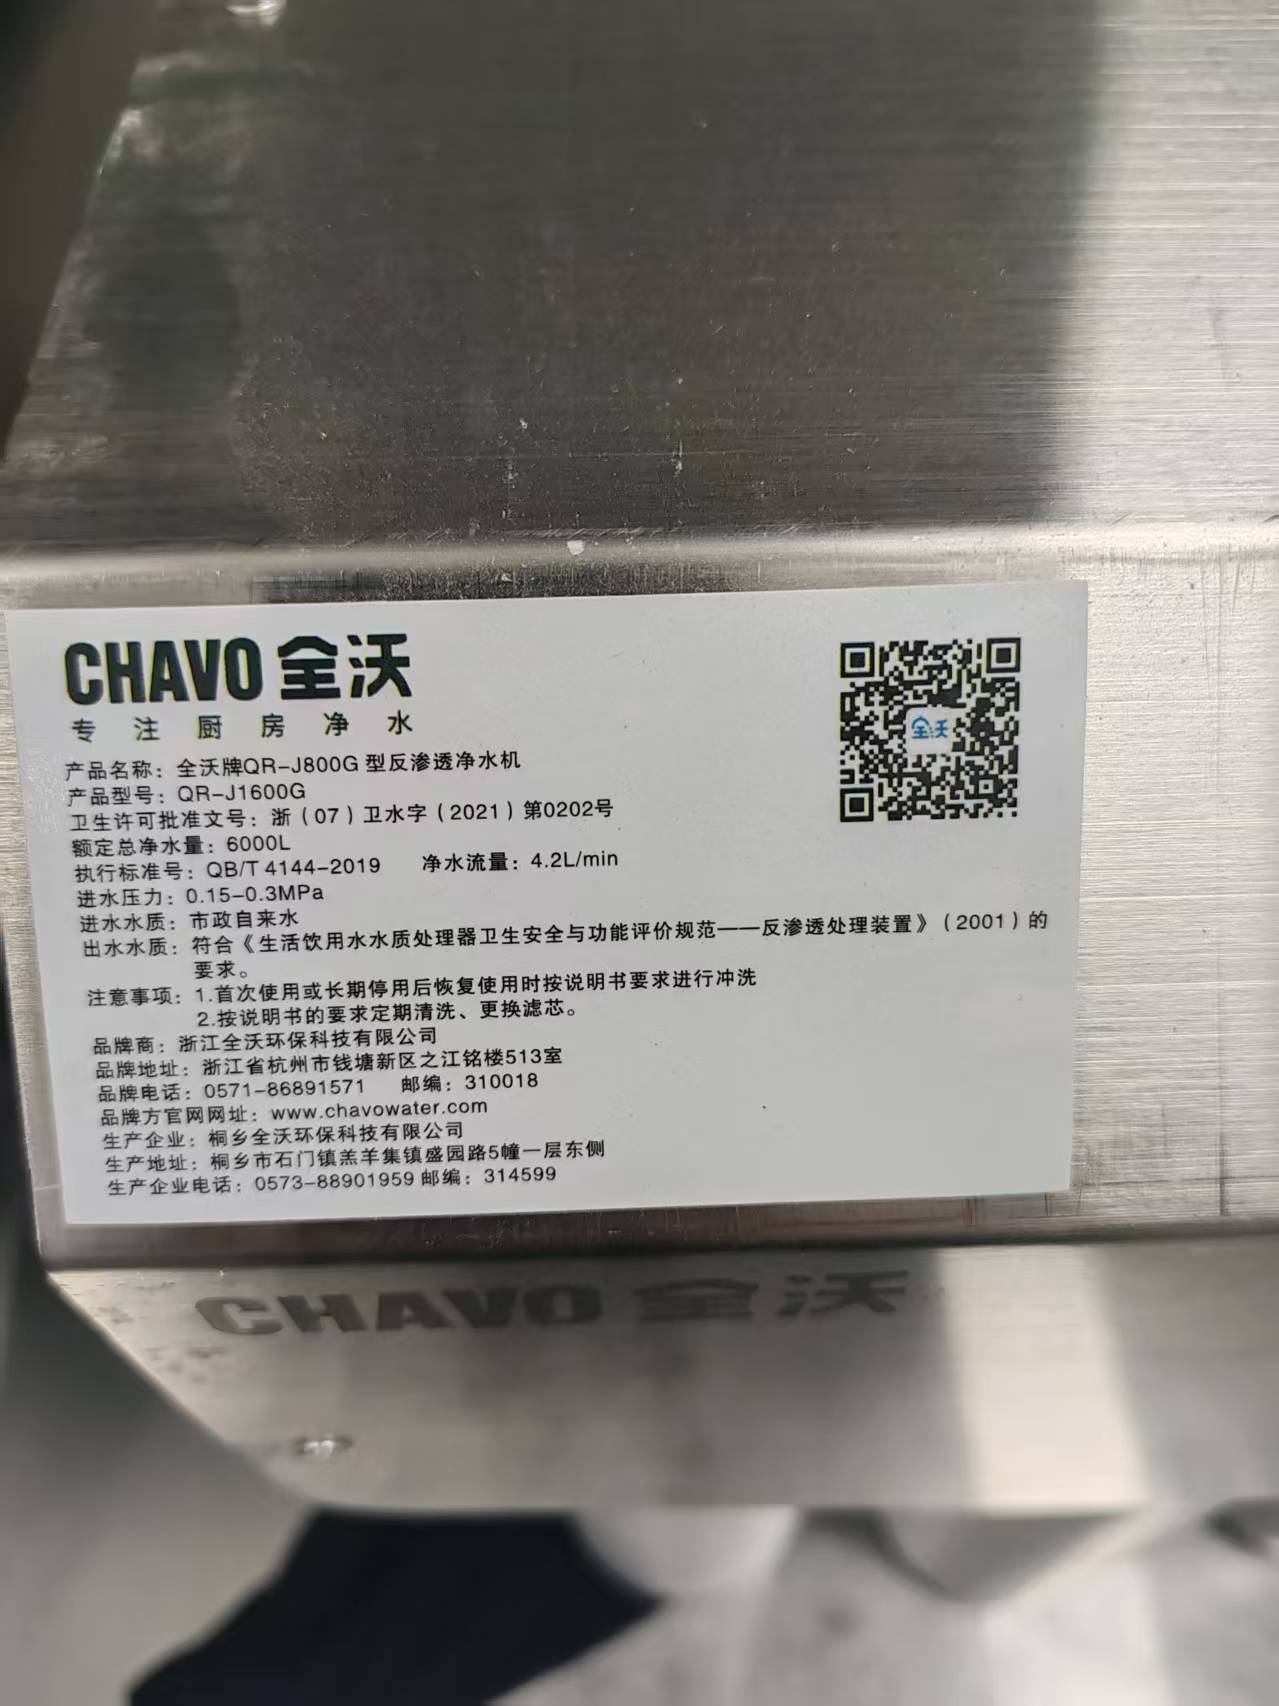 CHAVO 全沃
专注厨房净水
全沃
产品名称：全沃牌QR-J800G 型反渗透净水机
产品型号：QR-J1600G
卫生许可批准文号：浙（07）卫水字（2021）第0202号
额定总净水量：6000L
执行标准号：QB/T 4144-2019 净水流量：4.2L/min
进水压力：0.15-0.3MPa
进水水质：市政自来水
出水水质：符合《生活饮用水水质处理器卫生安全与功能评价规范——反渗透处理装置》（2001）的
要求。
注意事项：1.首次使用或长期停用后恢复使用时按说明书要求进行冲洗
2.按说明书的要求定期清洗、更换滤芯。
品牌商：浙江全沃环保科技有限公司
品牌地址：浙江省杭州市钱塘新区之江铭楼513室
品牌电话：0571-86891571 邮编：310018
品牌方官网网址：www.chavowater.com
生产企业：桐乡全沃环保科技有限公司
生产地址：桐乡市石门镇羔羊集镇盛园路5幢一层东侧
生产企业电话：0573-88901959 邮编：314599
CHAVO 全沃